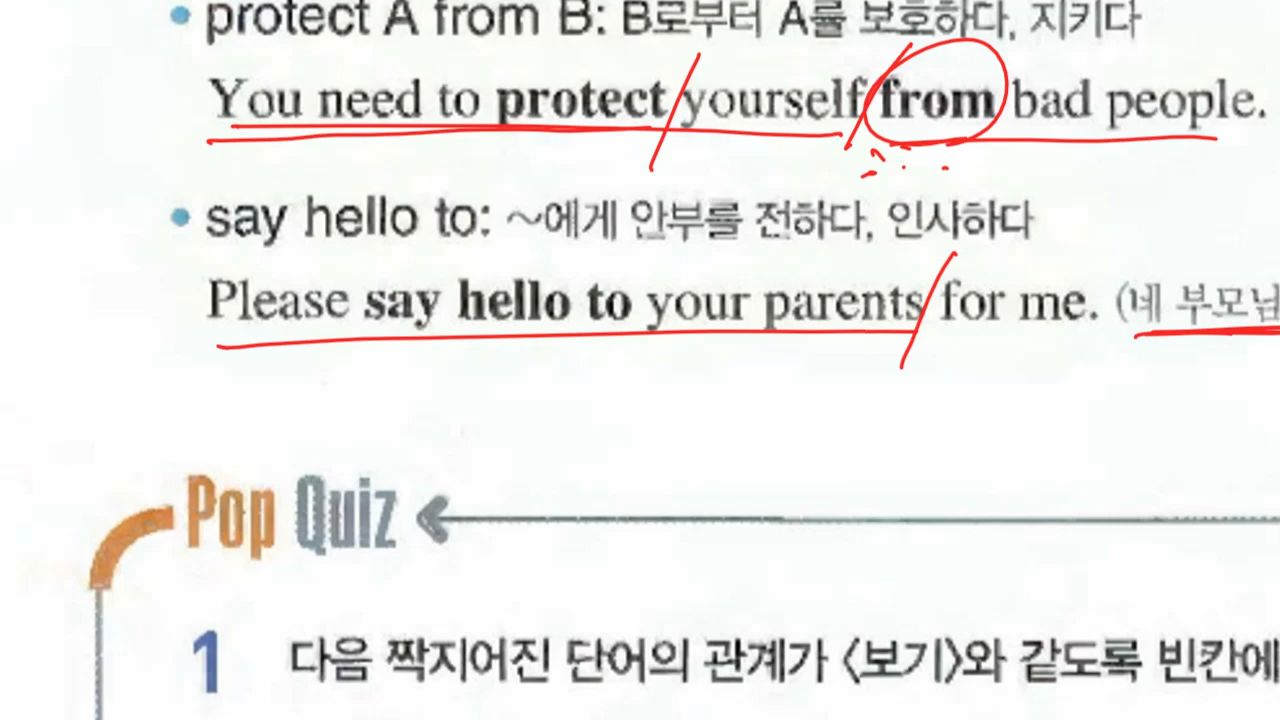 • protect A from B: B로부터 A를 보호하다, 지키다
You need to protect yourself from bad people.
• say hello to: ~에게 안부를 전하다, 인사하다
Please say hello to your parents for me. (네 부모님
Pop Quiz
1 다음 짝지어진 단어의 관계가 <보기>와 같도록 빈칸에